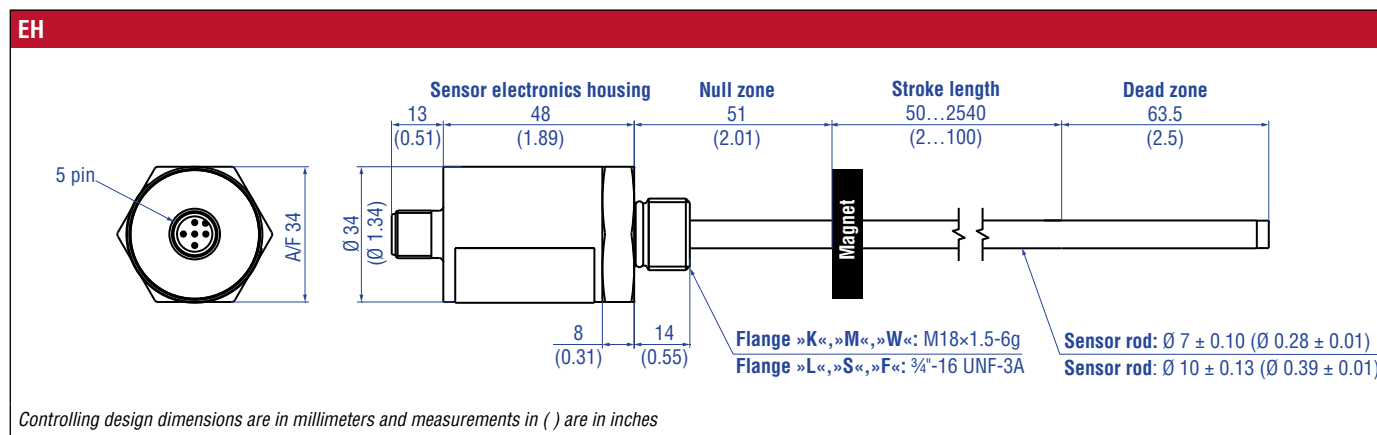 EH
Sensor electronics housing
Null zone
Stroke length
Dead zone
13
48
51
50...2540
63.5
(0.51)
(1.89)
(2.01)
(2...100)
(2.5)
5 pin
A/F 34
Ø 34
(Ø 1.34)
Magnet
8
14
(0.31)
(0.55)
Flange »K«,»M«,»W«: M18×1.5-6g
Flange »L«,»S«,»F«: ¾"-16 UNF-3A
Sensor rod: Ø 7 ± 0.10 (Ø 0.28 ± 0.01)
Sensor rod: Ø 10 ± 0.13 (Ø 0.39 ± 0.01)
Controlling design dimensions are in millimeters and measurements in ( ) are in inches